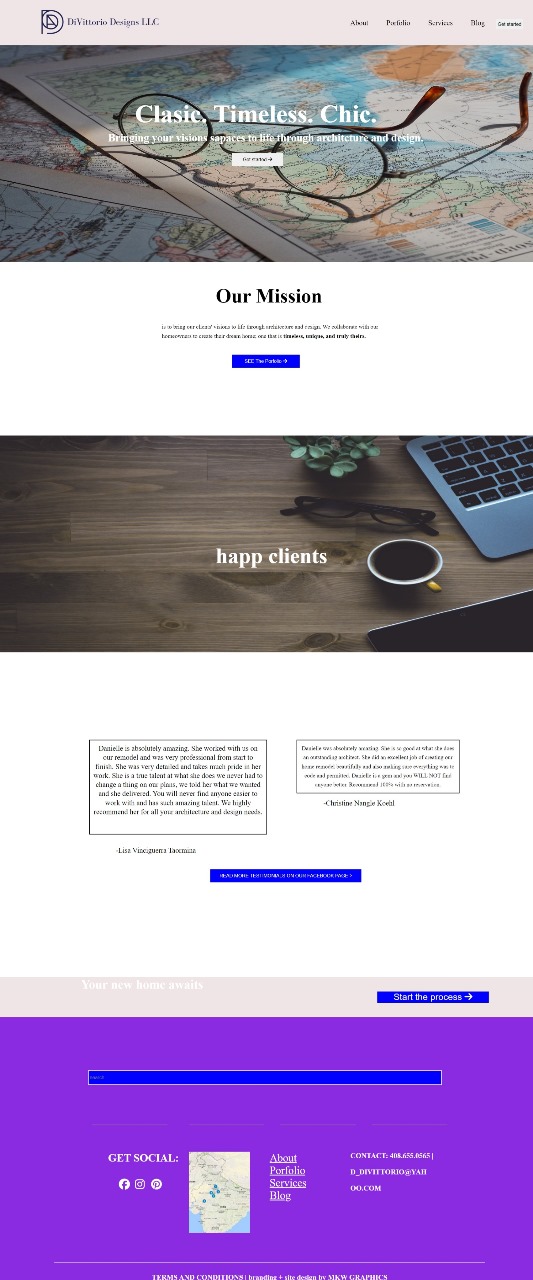 DiVittorio Designs LLC
About Porfolio Services Blog Get started
Clasic. Timeless. Chic.
Bringing your visions sapaces to life through architcture and design.
Get started →
Our Mission
is to bring our clients' visions to life through architecture and design. We collaborate with our
homeowners to create their dream home; one that is timeless, unique, and truly theirs.
SEE The Porfolio →
happ clients
Danielle is absolutely amazing. She worked with us on
our remodel and was very professional from start to
finish. She was very detailed and takes much pride in her
work. She is a true talent at what she does we never had to
change a thing on our plans, we told her what we wanted
and she delivered. You will never find anyone easier to
work with and has such amazing talent. We highly
recommend her for all your architecture and design needs.
-Lisa Vinciguerra Taormina
Danielle was absolutely amazing. She is so good at what she does
an outstanding architect. She did an excellent job of creating our
home remodel beautifully and also making sure everything was to
code and permitted. Danielle is a gem and you WILL NOT find
anyone better. Recommend 100% with no reservation.
-Christine Nangle Koehl
READ MORE TESTIMONIALS ON OUR FACEBOOK PAGE >
Your new home awaits
Start the process →
GET SOCIAL:
About
Porfolio
Services
Blog
CONTACT: 408.655.0565 |
D_DIVITTORIO@YAH
OO.COM
TERMS AND CONDITIONS | branding + site design by MKW GRAPHICS